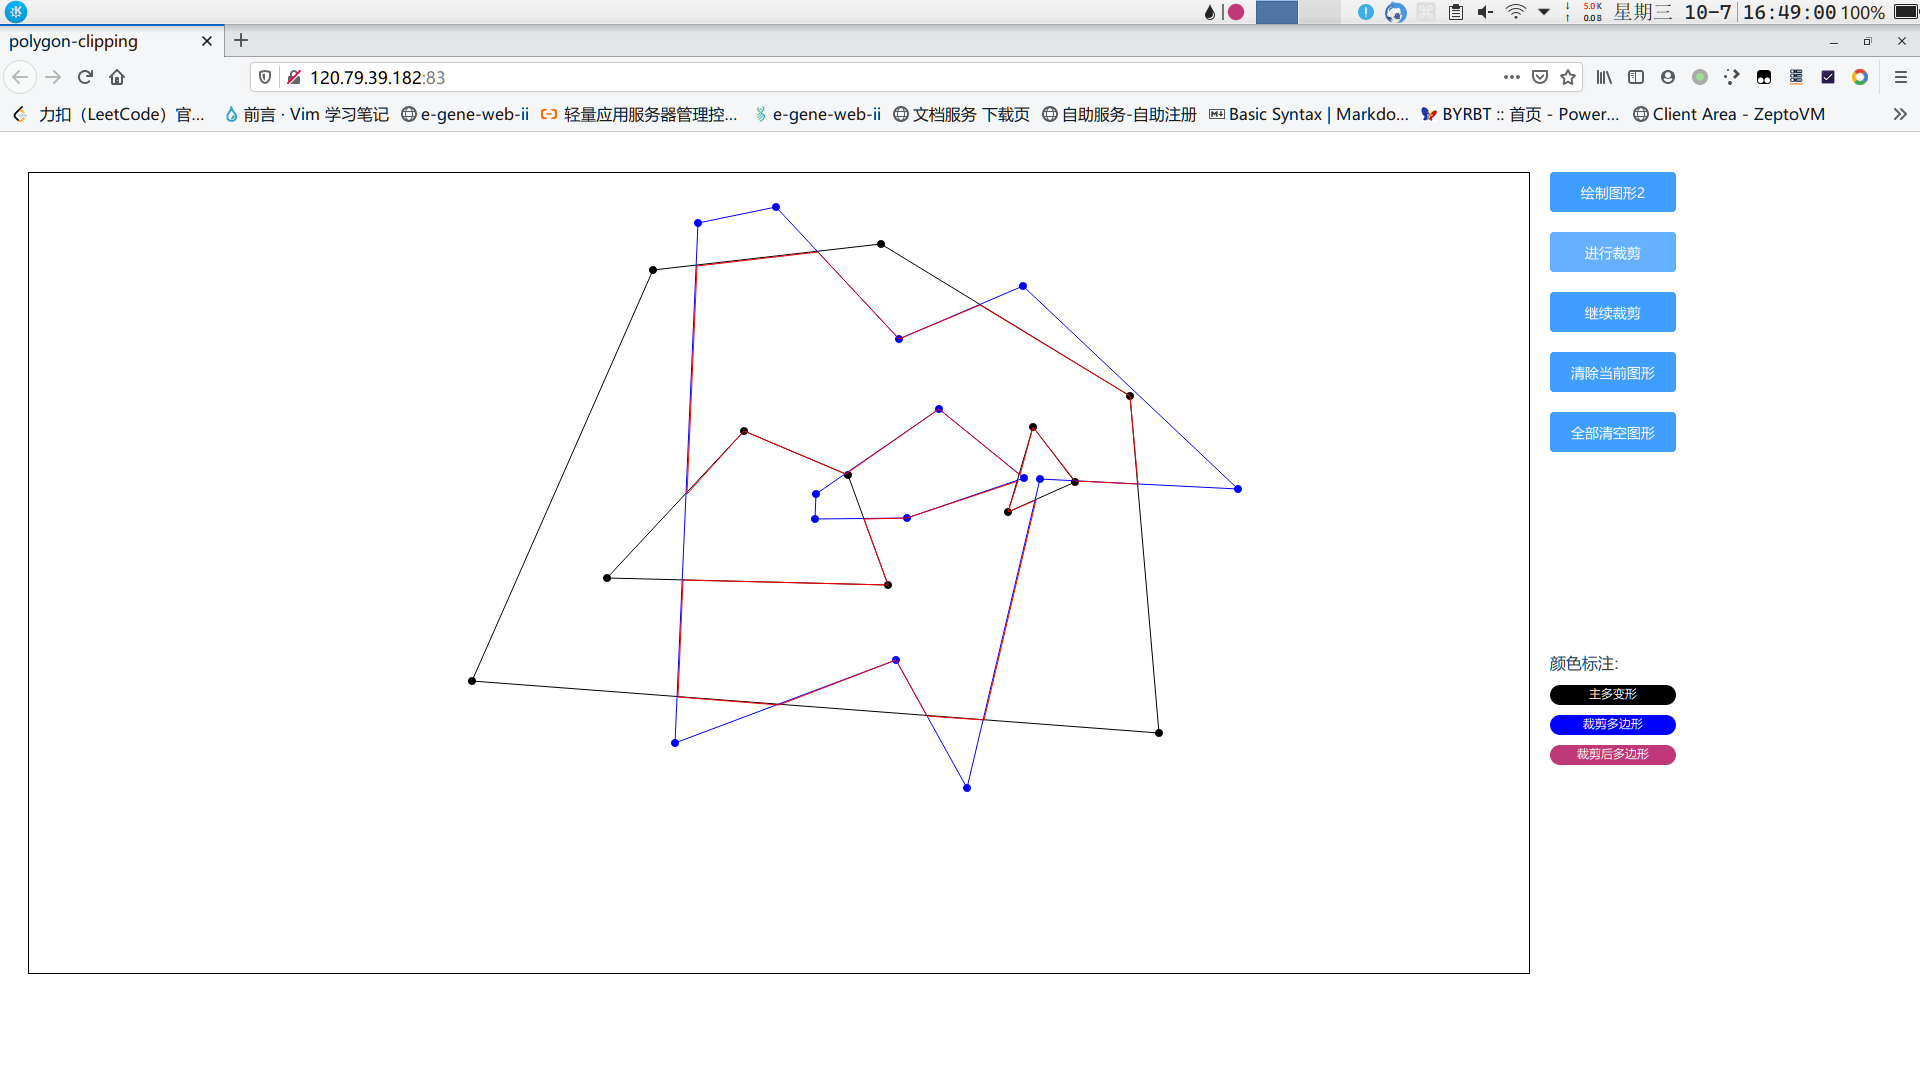 5.0 K
0.0 B
星期三 10-7 16:49:00 100%
polygon-clipping
120.79.39.182:83
力扣（LeetCode）官... 前言 · Vim 学习笔记 e-gene-web-ii 轻量应用服务器管理控... e-gene-web-ii 文档服务 下载页 自助服务-自助注册 Basic Syntax | Markdo... BYRBT :: 首页 - Power... Client Area - ZeptoVM
绘制图形2
进行裁剪
继续裁剪
清除当前图形
全部清空图形
颜色标注:
主多变形
裁剪多边形
裁剪后多边形